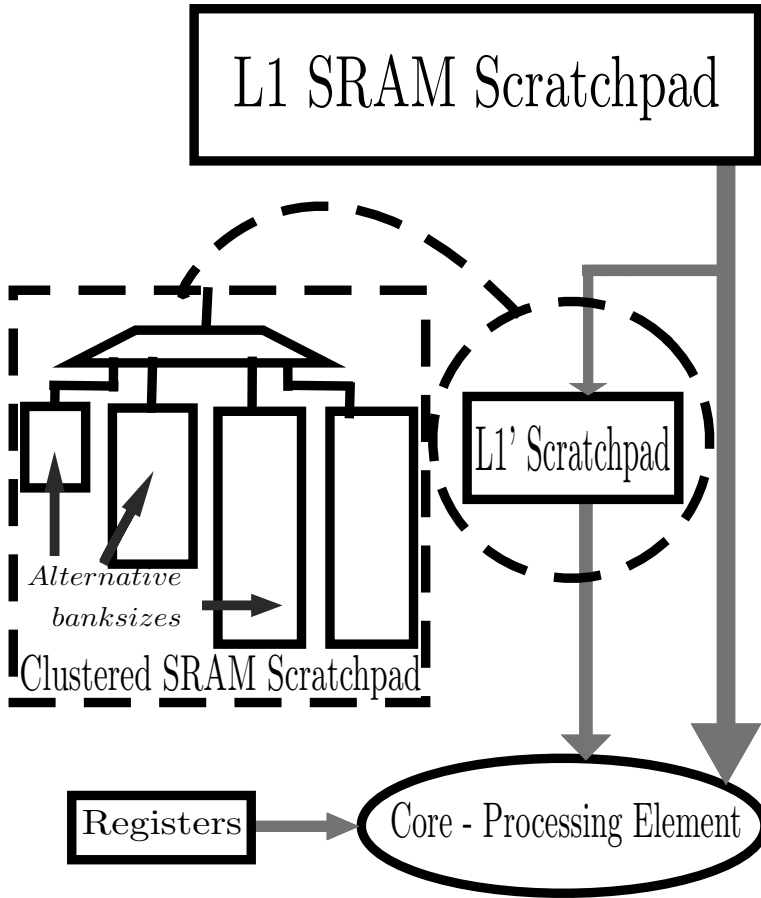 L1 SRAM Scratchpad
L1' Scratchpad
Alternative
banksizes
Clustered SRAM Scratchpad
Registers
Core - Processing Element